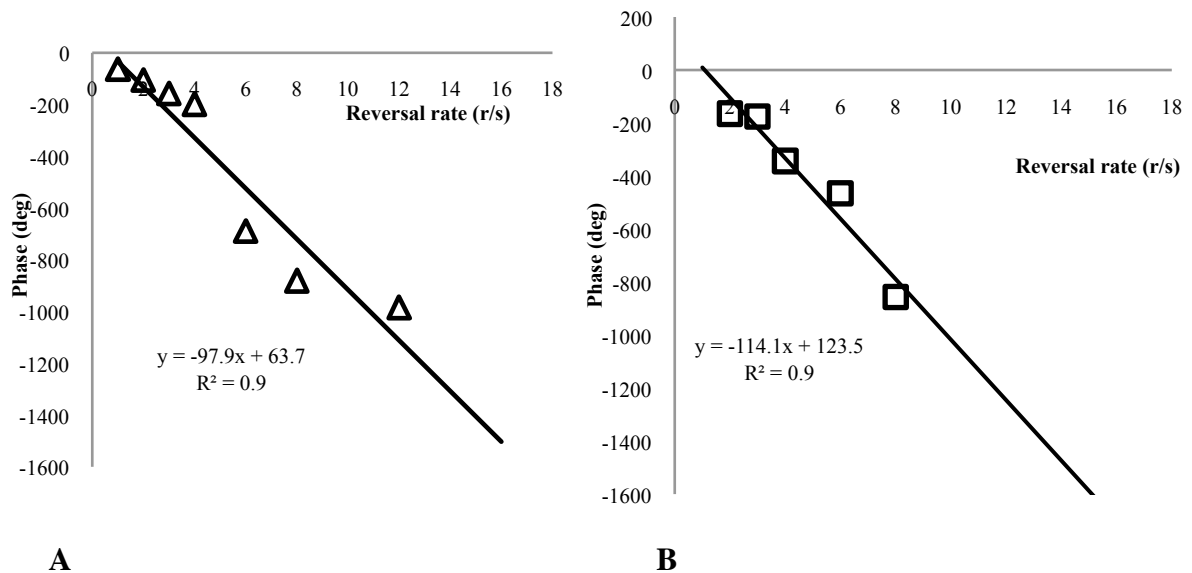 0
0 2 4 6 8 10 12 14 16 18
Reversal rate (r/s)
-200
-400
-600
-800
-1000
-1200
-1400
-1600
Phase (deg)
y = -97.9x + 63.7
R² = 0.9
A
200
0
0 2 4 6 8 10 12 14 16 18
Reversal rate (r/s)
-200
-400
-600
-800
-1000
-1200
-1400
-1600
Phase (deg)
y = -114.1x + 123.5
R² = 0.9
B